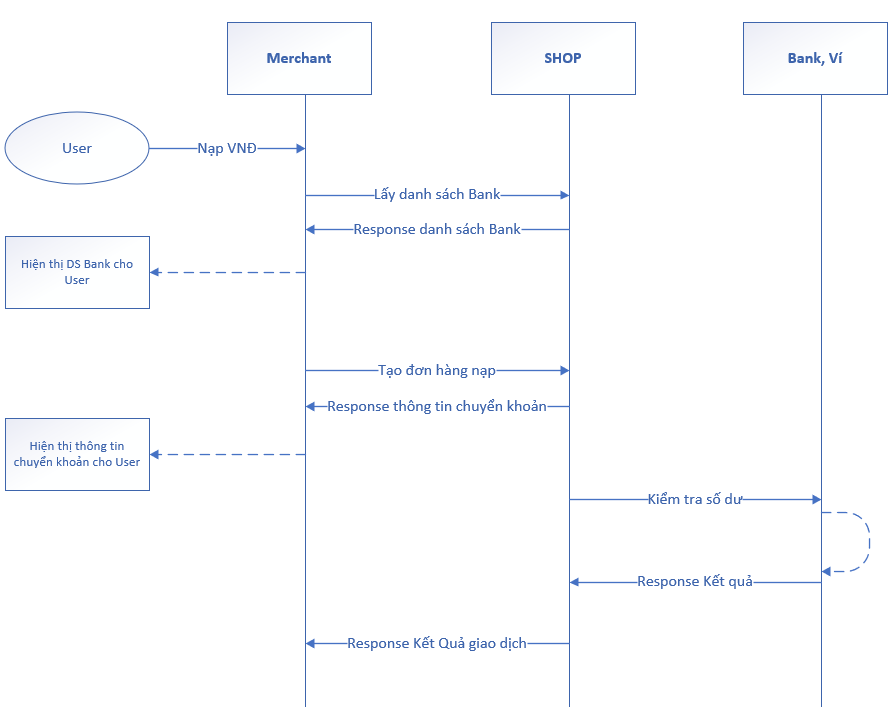 Merchant
SHOP
Bank, Ví
User
Nạp VNĐ
Lấy danh sách Bank
Response danh sách Bank
Hiện thị DS Bank cho
User
Tạo đơn hàng nạp
Response thông tin chuyển khoản
Hiện thị thông tin
chuyển khoản cho User
Kiểm tra số dư
Response Kết quả
Response Kết Quả giao dịch